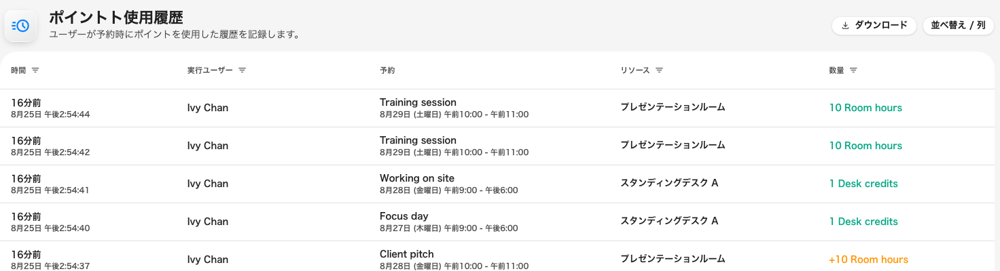 ポイントト使用履歴
ユーザーが予約時にポイントを使用した履歴を記録します。
ダウンロード
並べ替え / 列
時間 実行ユーザー 予約 リソース 数量
16分前
8月25日 午後2:54:44
Ivy Chan
Training session
8月29日 (土曜日) 午前10:00 - 午前11:00
プレゼンテーションルーム
10 Room hours
16分前
8月25日 午後2:54:42
Ivy Chan
Training session
8月29日 (土曜日) 午前10:00 - 午前11:00
プレゼンテーションルーム
10 Room hours
16分前
8月25日 午後2:54:41
Ivy Chan
Working on site
8月28日 (金曜日) 午前9:00 - 午後6:00
スタンディングデスク A
1 Desk credits
16分前
8月25日 午後2:54:40
Ivy Chan
Focus day
8月27日 (木曜日) 午前9:00 - 午後6:00
スタンディングデスク A
1 Desk credits
16分前
8月25日 午後2:54:37
Ivy Chan
Client pitch
8月28日 (金曜日) 午前10:00 - 午前11:00
プレゼンテーションルーム
+10 Room hours